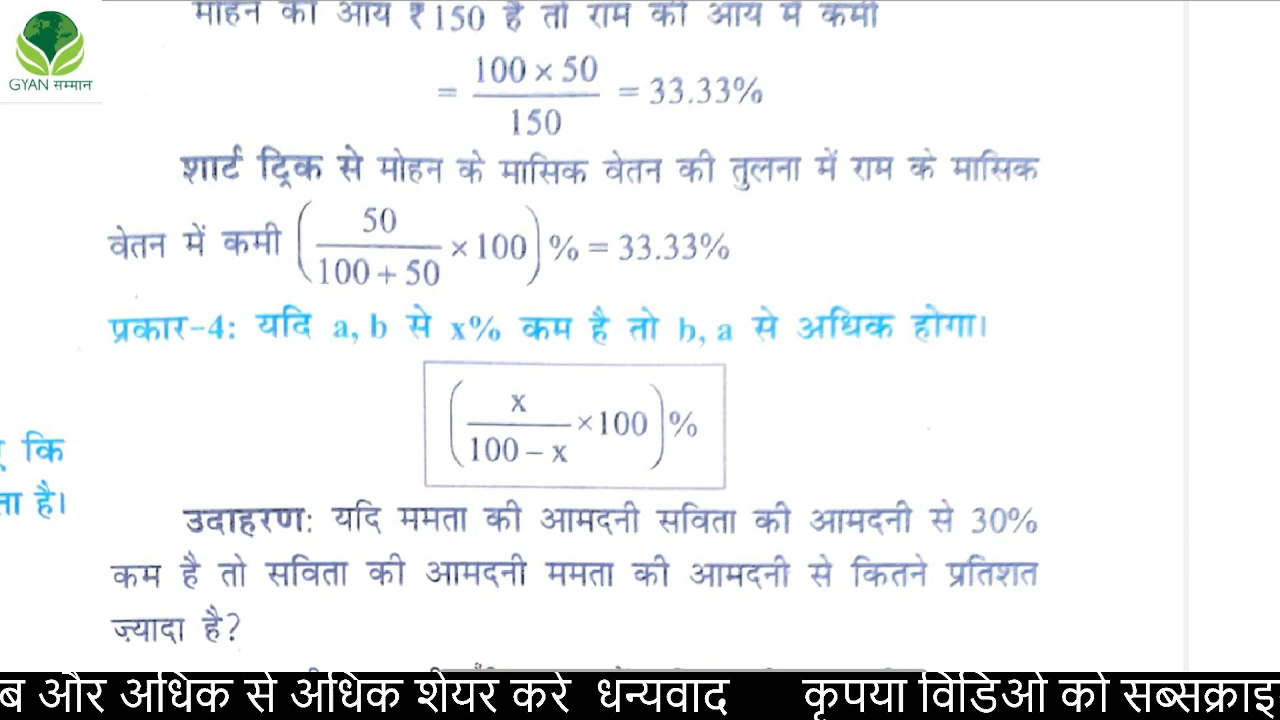 GYAN सम्मान
मोहन की आय ₹150 है तो राम की आय में कमी
= 100 × 50 / 150 = 33.33%
शार्ट ट्रिक से मोहन के मासिक वेतन की तुलना में राम के मासिक
वेतन में कमी (50 / 100 + 50 × 100)% = 33.33%
प्रकार-4: यदि a, b से x% कम है तो b, a से अधिक होगा।
(x / 100 – x × 100)%
कि
ता है।
उदाहरण: यदि ममता की आमदनी सविता की आमदनी से 30%
कम है तो सविता की आमदनी ममता की आमदनी से कितने प्रतिशत
ज़्यादा है?
और अधिक से अधिक शेयर करे धन्यवाद कृपया विडिओ को सब्सक्राइ